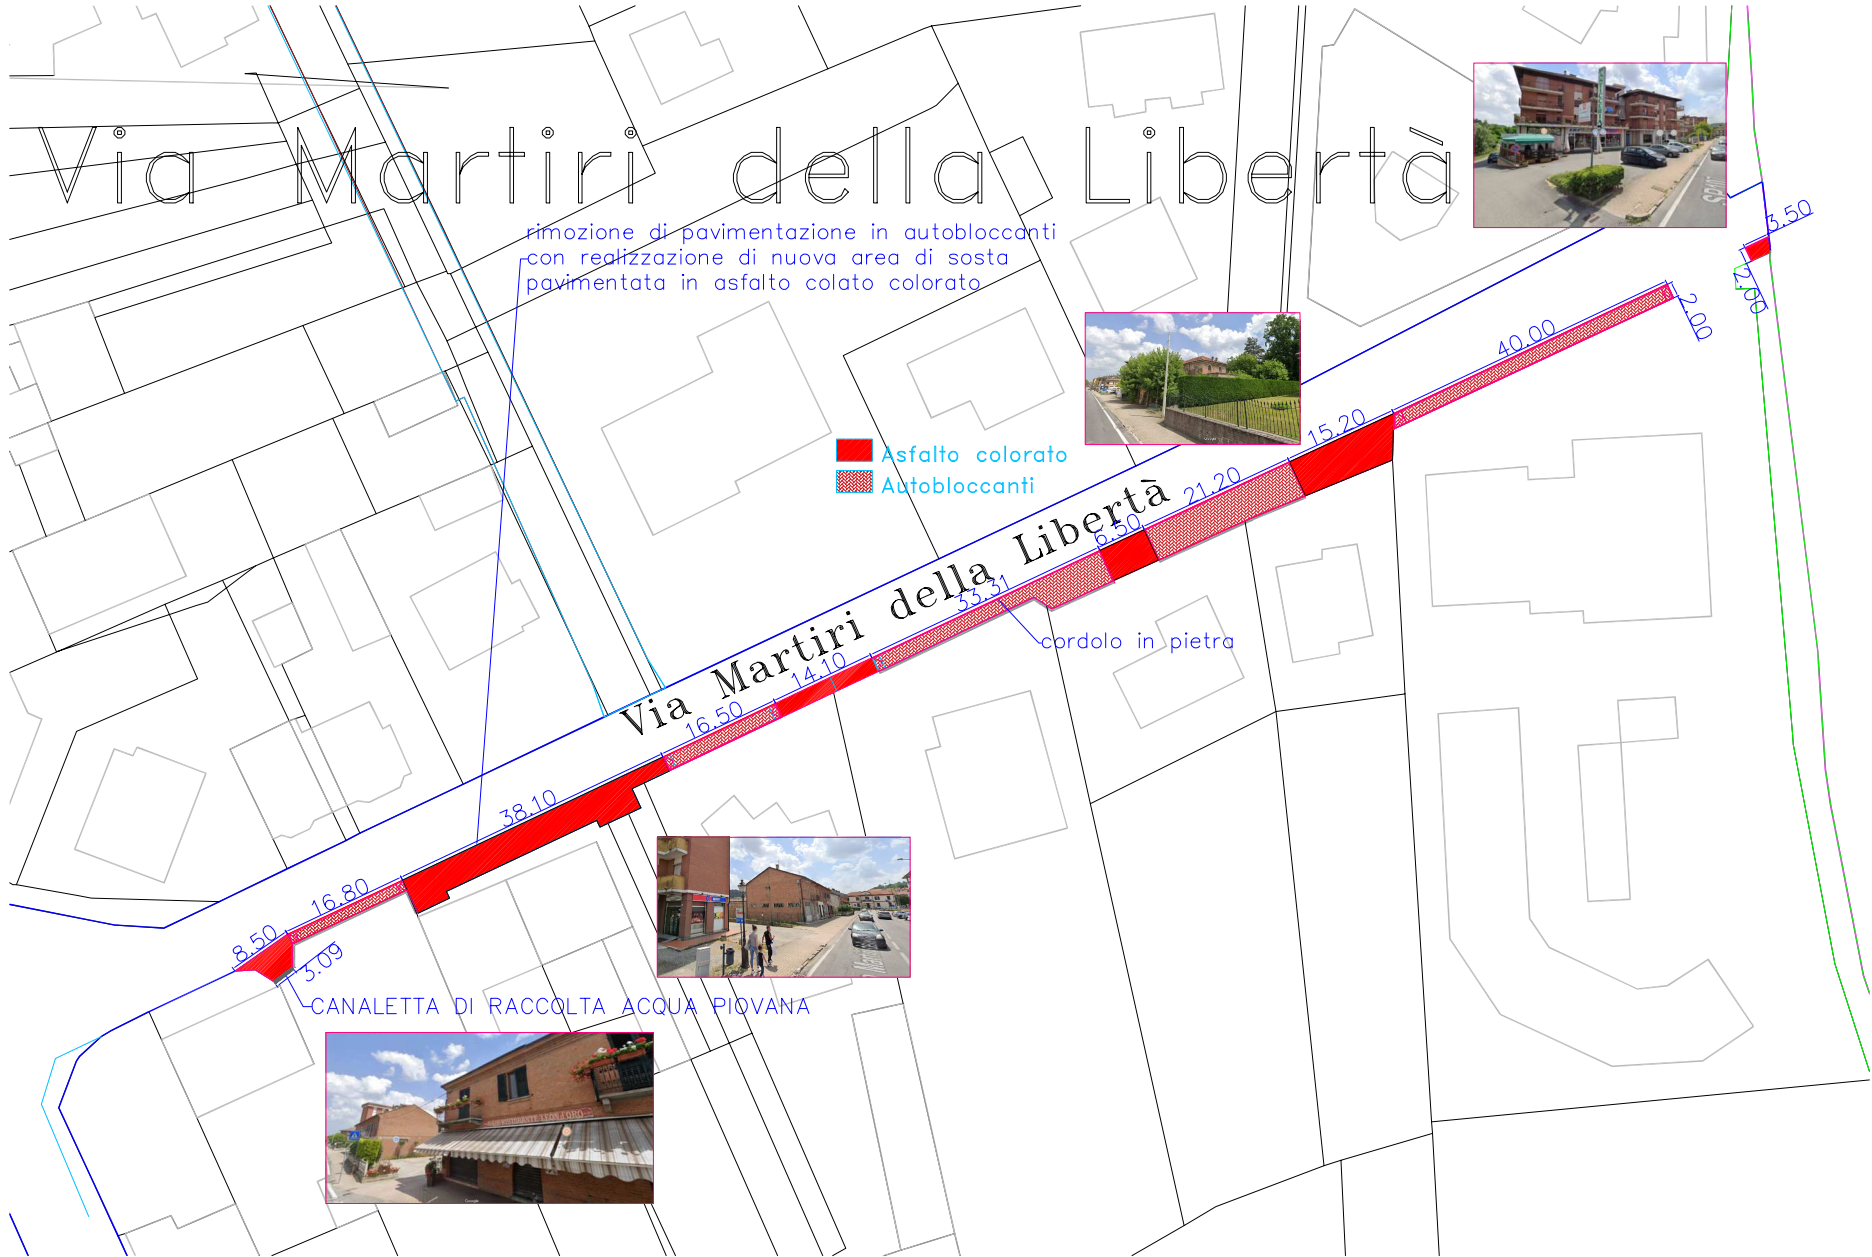 Via Martiri della Libertà
rimozione di pavimentazione in autobloccanti
con realizzazione di nuova area di sosta
pavimentata in asfalto colato colorato
3.50
2.00
2.00
40.00
15.20
Asfalto colorato
Autobloccanti
21.20
6.50
Via Martiri della Libertà
33.31
cordolo in pietra
14.10
16.50
38.10
16.80
8.50
3.09
CANALETTA DI RACCOLTA ACQUA PIOVANA